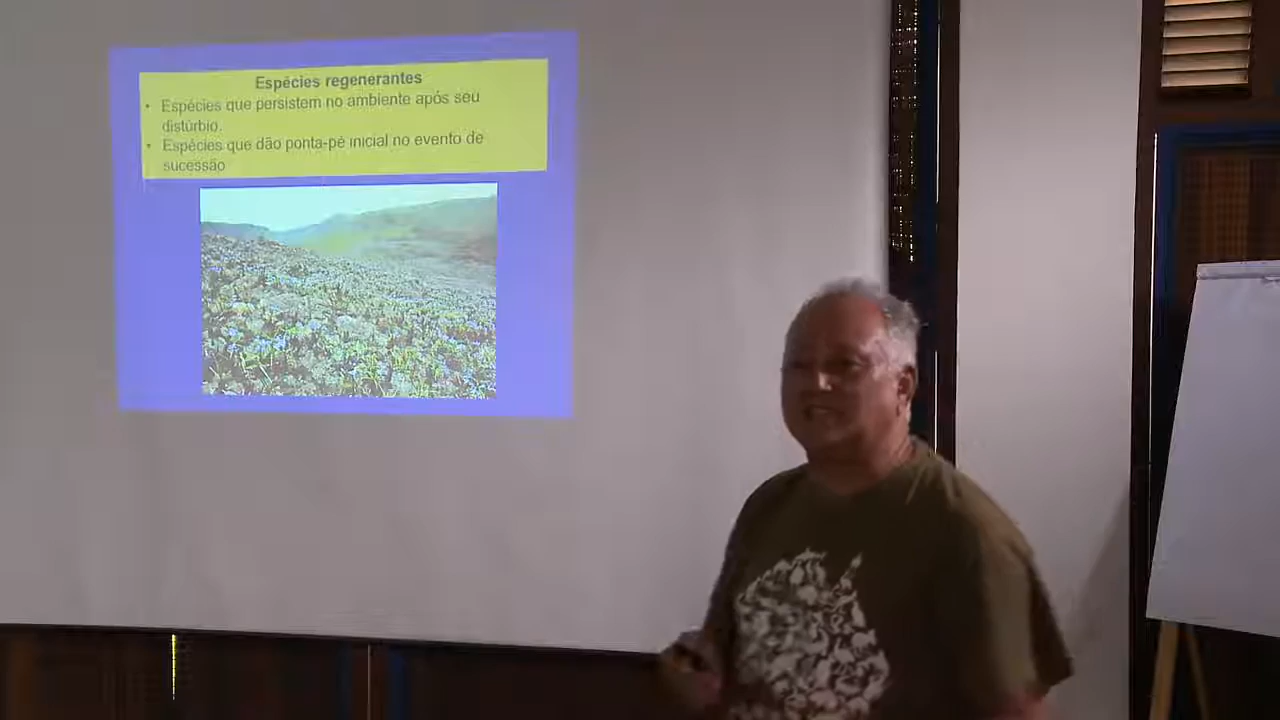 Espécies regenerantes
• Espécies que persistem no ambiente após seu
distúrbio.
• Espécies que dão ponta-pé inicial no evento de
sucessão